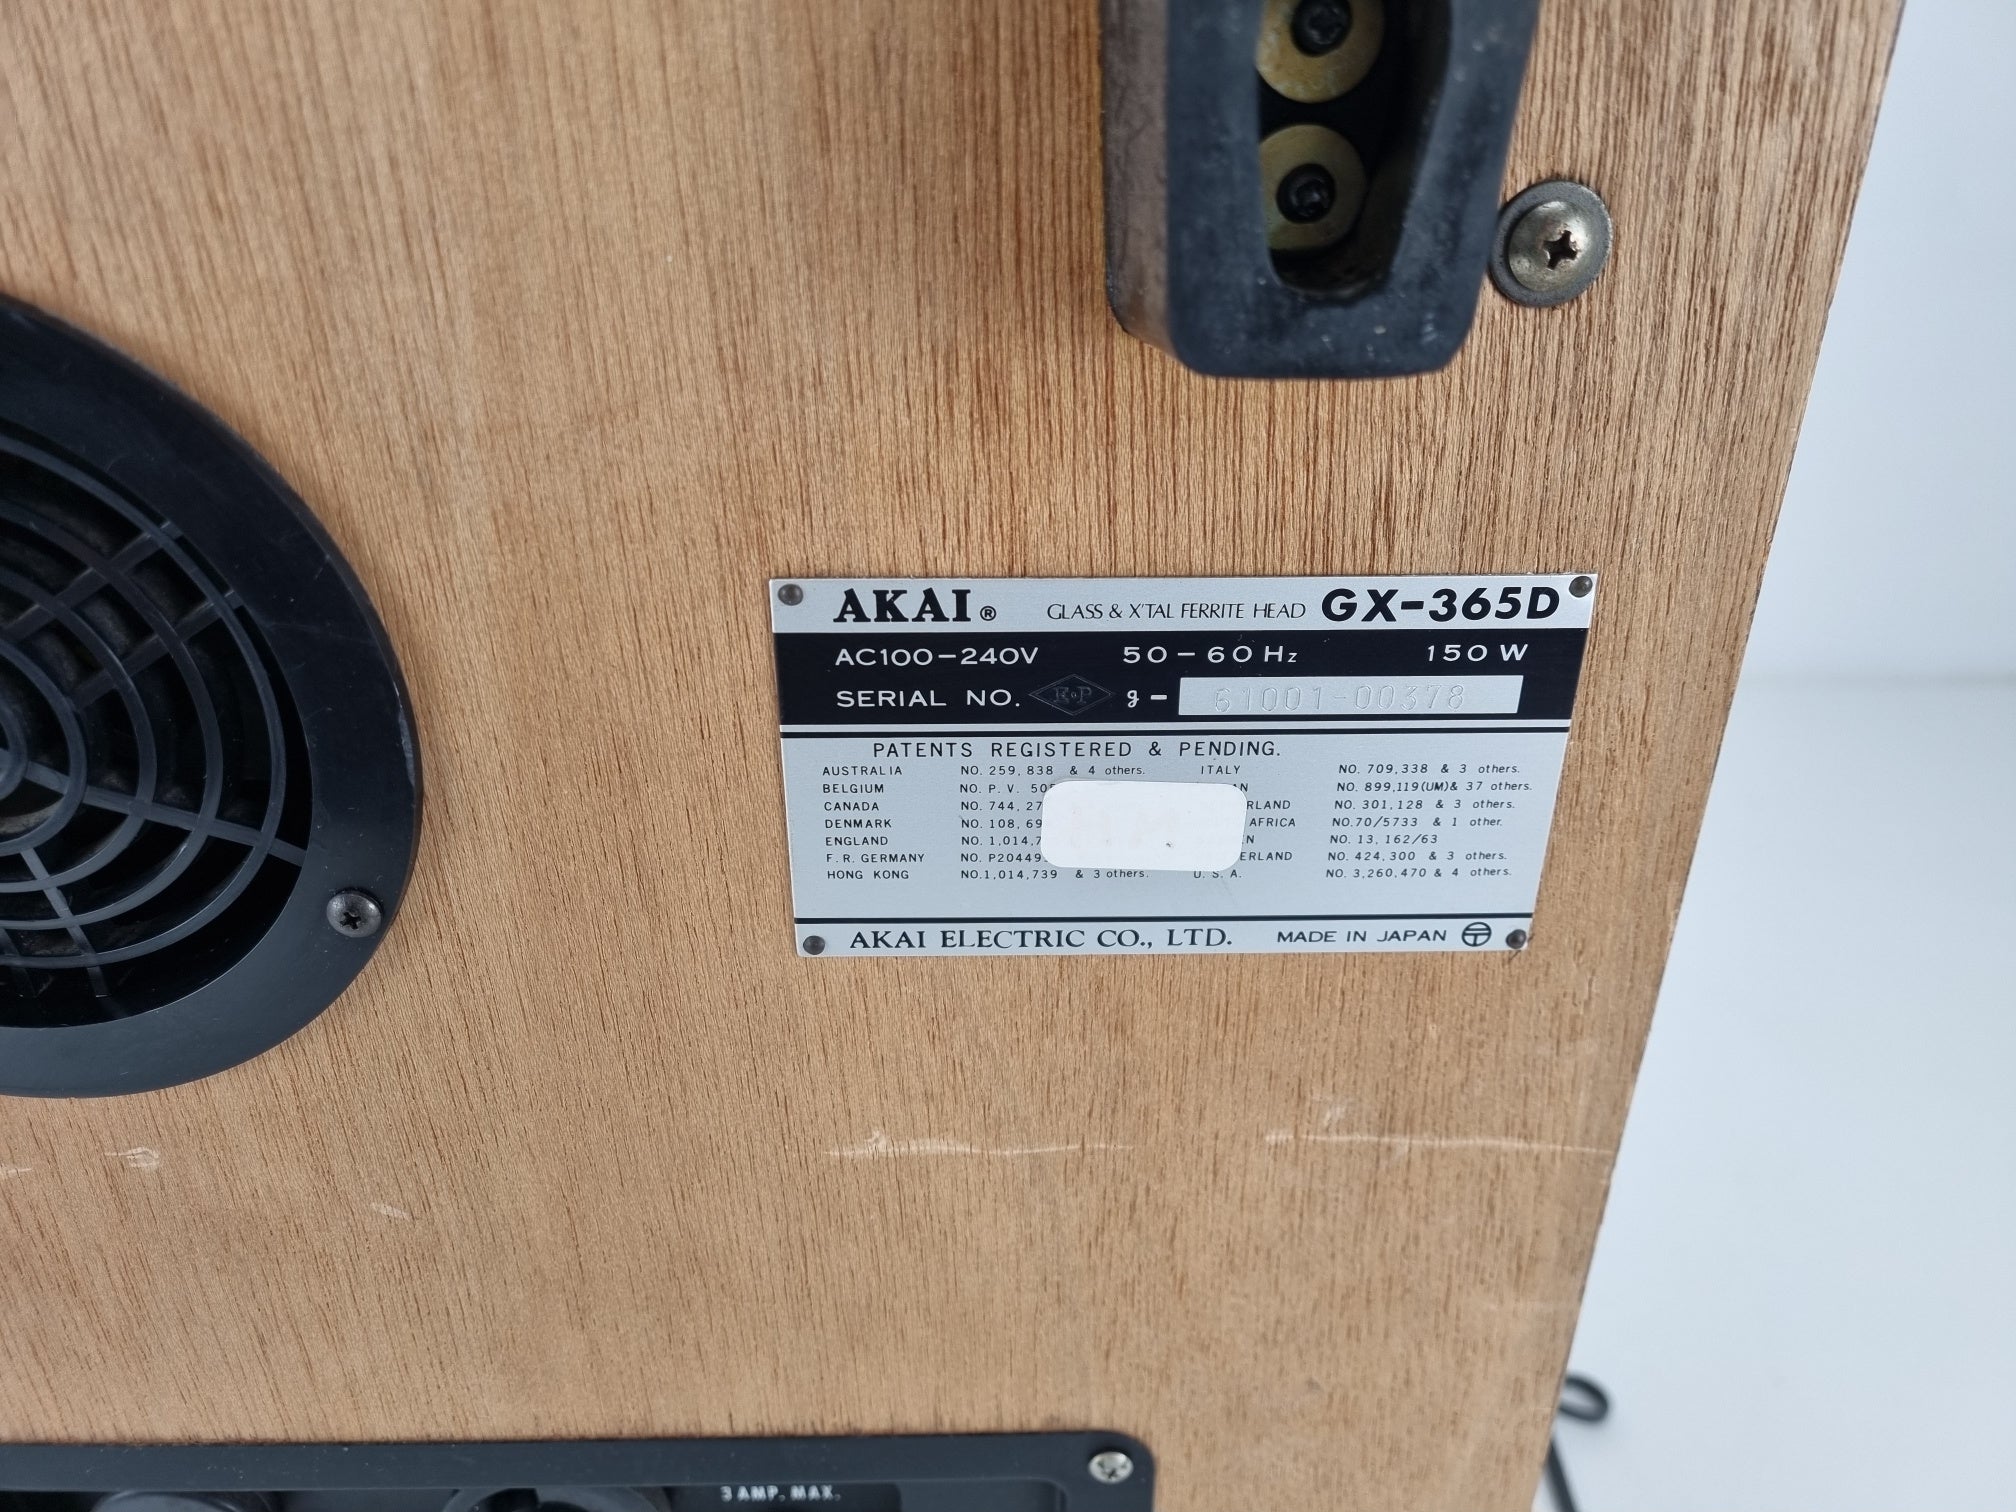 AKAI® GLASS & X'TAL FERRITE HEAD GX-365D
AC100-240V 50-60Hz 150W
SERIAL NO. g- 61001-00378
PATENTS REGISTERED & PENDING.
AUSTRALIA NO. 259,838 & 4 others. ITALY NO. 709,338 & 3 others.
BELGIUM NO. P.V. NO. 899,119(UM)& 37 others.
CANADA NO. 744,27 RLAND NO. 301,128 & 3 others.
DENMARK NO. 108,69 AFRICA NO.70/5733 & 1 other.
ENGLAND NO. 1,014,7 NO. 13,162/63
F.R. GERMANY NO. P20449 ERLAND NO. 424,300 & 3 others.
HONG KONG NO.1,014,739 & 3 others. U.S.A. NO. 3,260,470 & 4 others.
AKAI ELECTRIC CO., LTD. MADE IN JAPAN
3 AMP. MAX.